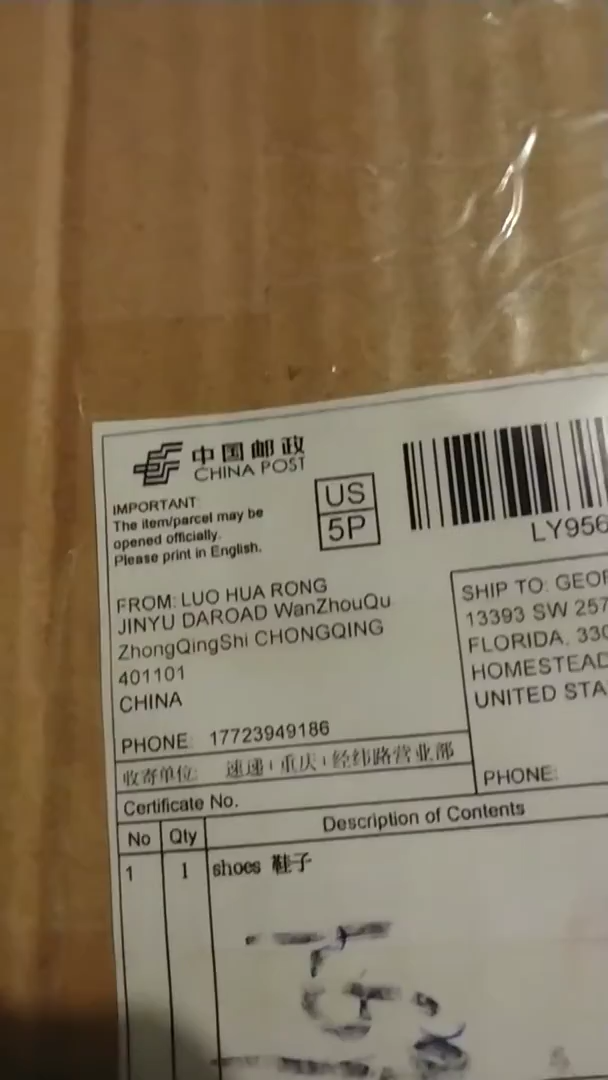 中国邮政
CHINA POST
IMPORTANT:
The item/parcel may be
opened officially.
Please print in English.
US
5P
LY956
FROM: LUO HUA RONG
JINYU DAROAD WanZhouQu
ZhongQingShi CHONGQING
401101
CHINA
PHONE: 17723949186
SHIP TO: GEOR
13393 SW 257
FLORIDA, 330
HOMESTEAD
UNITED STA
PHONE:
收寄单位: 速递+重庆+经纬路营业部
Certificate No.
No Qty Description of Contents
1 1 shoes 鞋子